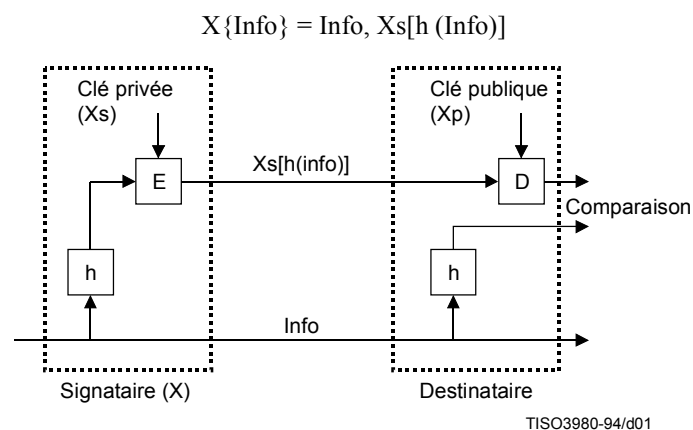 X{Info} = Info, Xs[h (Info)]
Clé privée
(Xs)
Clé publique
(Xp)
E
Xs[h(info)]
D
Comparaison
h
h
Info
Signataire (X)
Destinataire
TISO3980-94/d01